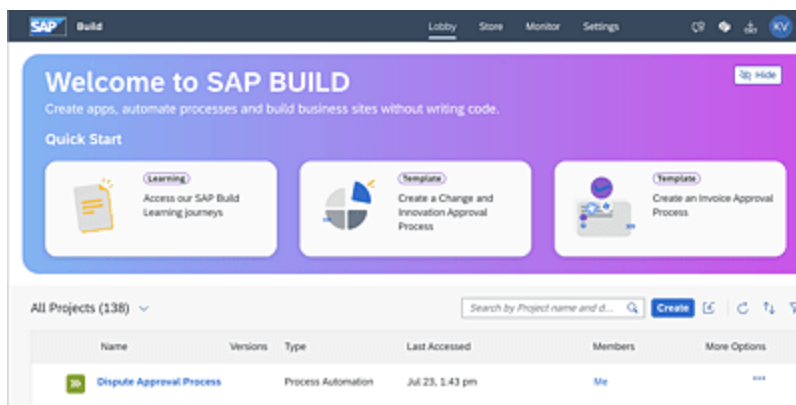 SAP Build Lobby Store Monitor Settings KV
Welcome to SAP BUILD
Hide
Create apps, automate processes and build business sites without writing code.
Quick Start
Learning
Access our SAP Build
Learning journeys
Template
Create a Change and
Innovation Approval
Process
Template
Create an Invoice Approval
Process
All Projects (138)
Search by Project name and d...
Create
Name Versions Type Last Accessed Members More Options
Dispute Approval Process Process Automation Jul 23, 1:43 pm Me